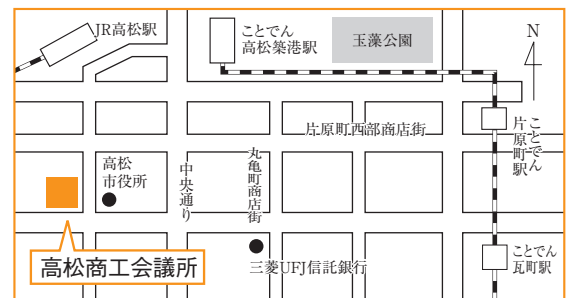 JR高松駅
ことでん
高松築港駅
玉藻公園
N
片原町西部商店街
ことでん
片原町駅
高松
市役所
中央通り
丸亀町商店街
高松商工会議所
三菱UFJ信託銀行
ことでん
瓦町駅